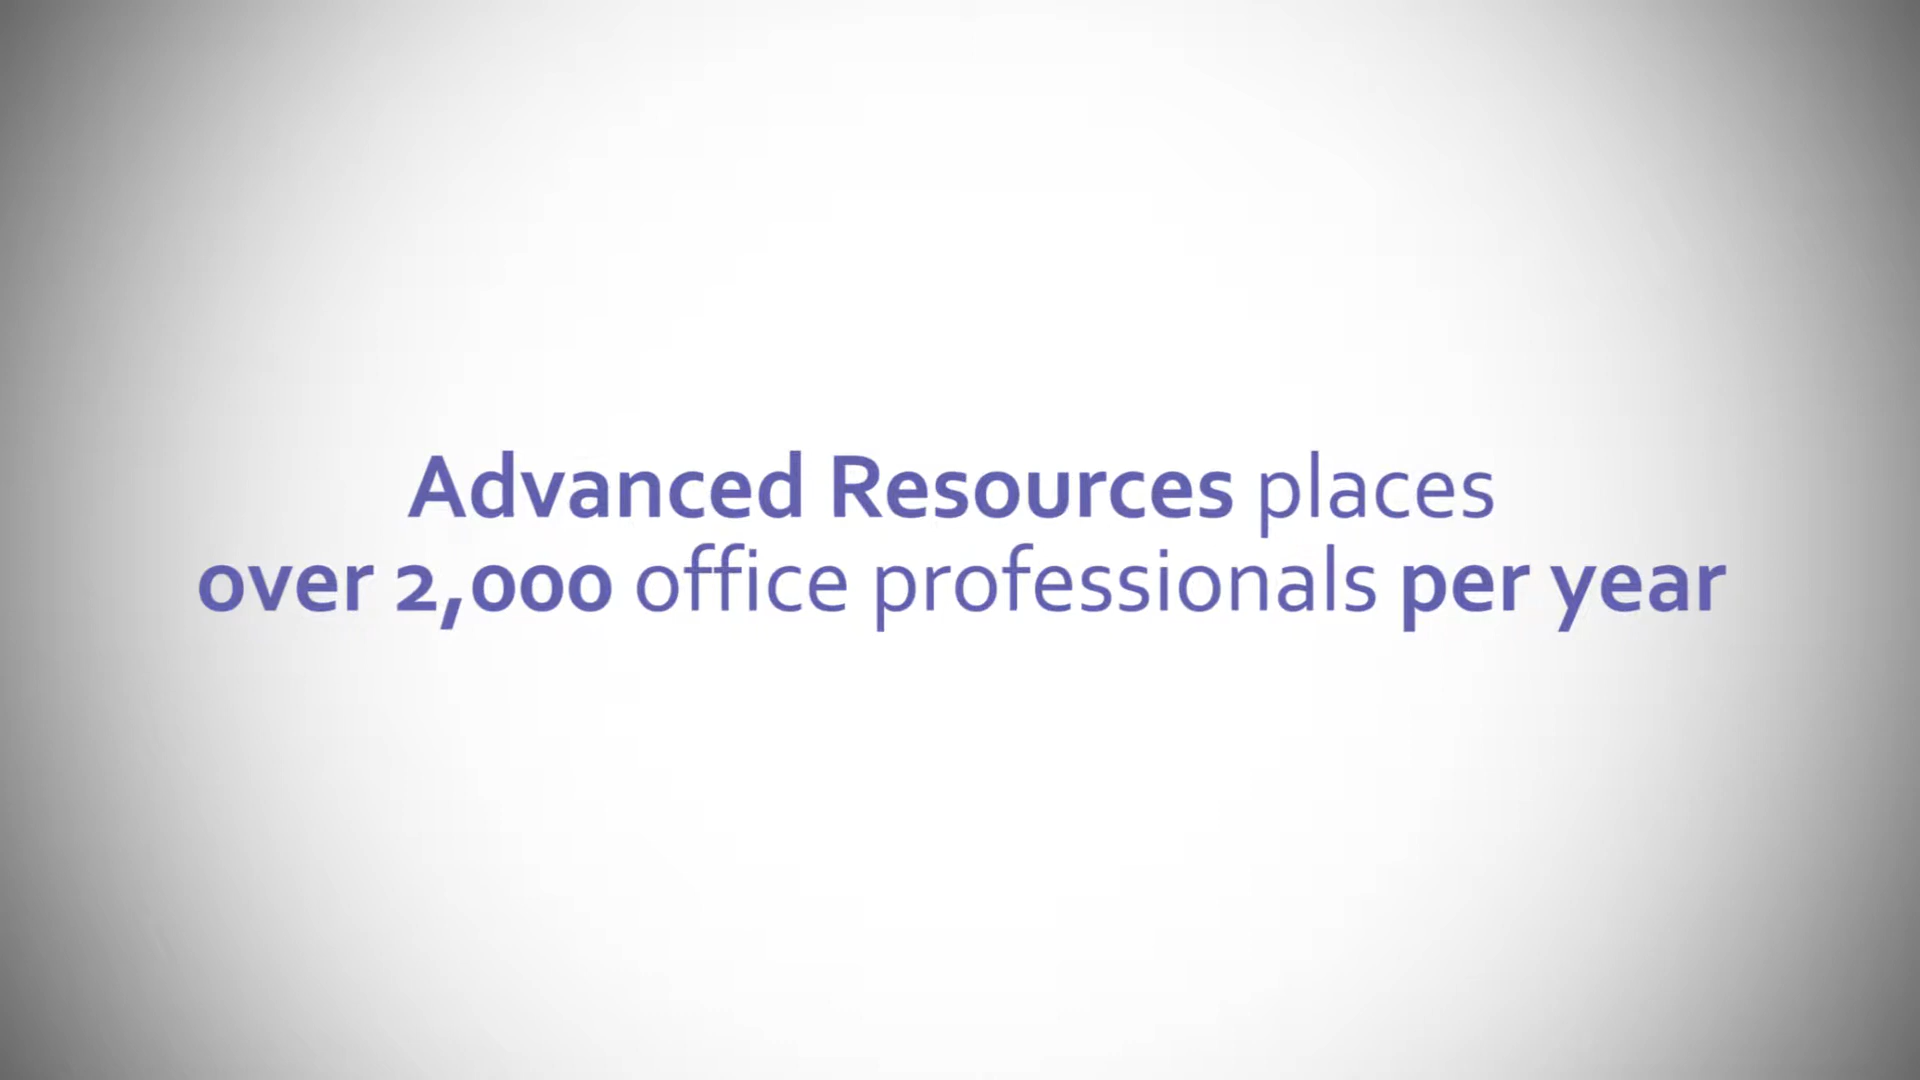 Advanced Resources places
over 2,000 office professionals per year